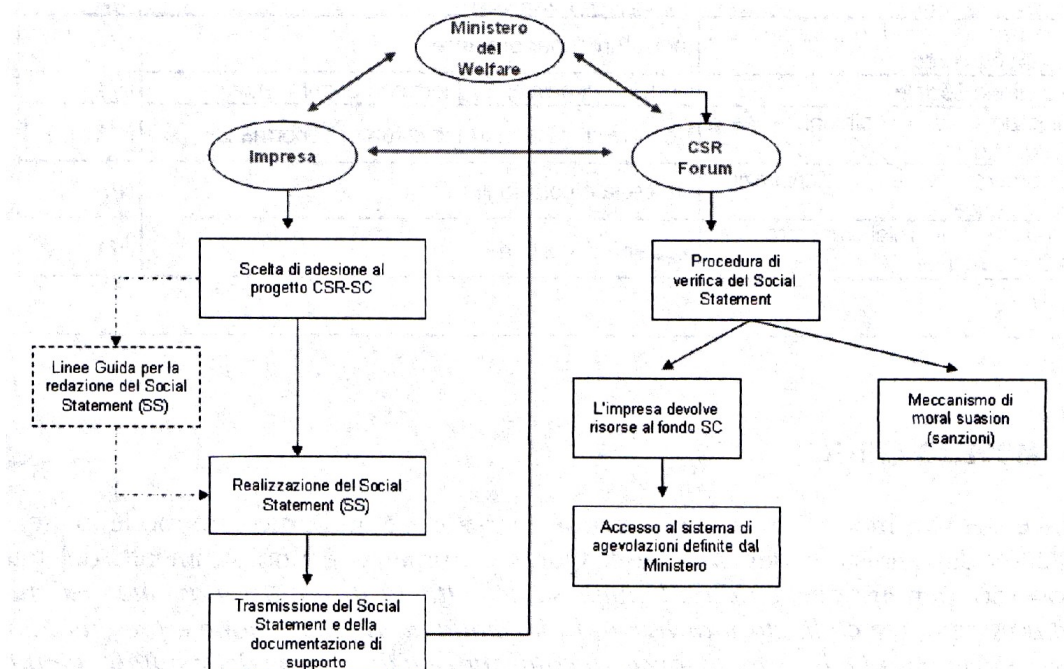 Ministero
del
Welfare
Impresa
CSR
Forum
Scelta di adesione al
progetto CSR-SC
Linee Guida per la
redazione del Social
Statement (SS)
Realizzazione del Social
Statement (SS)
Trasmissione del Social
Statement e della
documentazione di
supporto
Procedura di
verifica del Social
Statement
L'impresa devolve
risorse al fondo SC
Meccanismo di
moral suasion
(sanzioni)
Accesso al sistema di
agevolazioni definite dal
Ministero